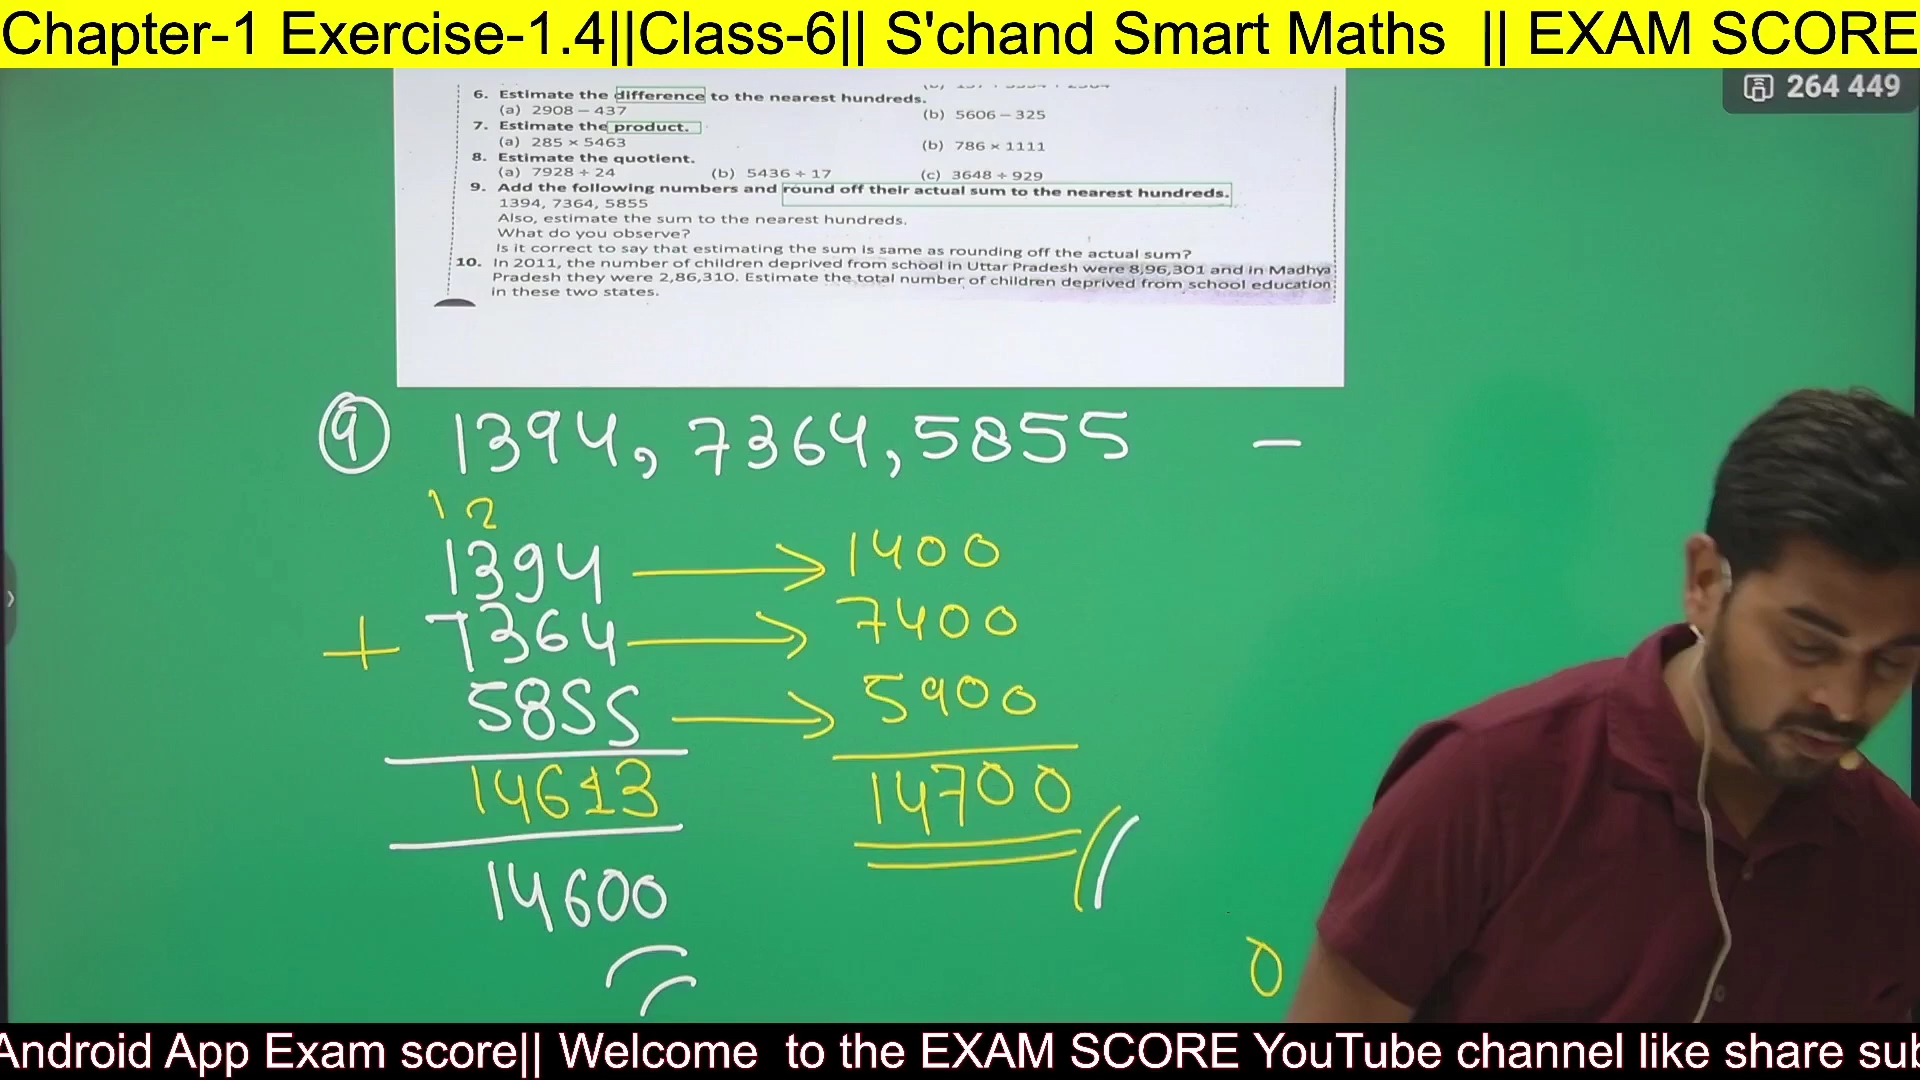 Chapter-1 Exercise-1.4||Class-6|| S'chand Smart Maths || EXAM SCORE
264 449
6. Estimate the difference to the nearest hundreds.
(a) 2908 – 437 (b) 5606 – 325
7. Estimate the product.
(a) 285 × 5463 (b) 786 × 1111
8. Estimate the quotient.
(a) 7928 ÷ 24 (b) 5436 ÷ 17 (c) 3648 ÷ 929
9. Add the following numbers and round off their actual sum to the nearest hundreds.
1394, 7364, 5855
Also, estimate the sum to the nearest hundreds.
What do you observe?
Is it correct to say that estimating the sum is same as rounding off the actual sum?
10. In 2011, the number of children deprived from school in Uttar Pradesh were 8,96,301 and in Madhya
Pradesh they were 2,86,310. Estimate the total number of children deprived from school education
in these two states.
9 1394, 7364, 5855 –
1 2
1394 → 1400
+ 7364 → 7400
5855 → 5900
14613 14700
14600
0
Android App Exam score|| Welcome to the EXAM SCORE YouTube channel like share sub